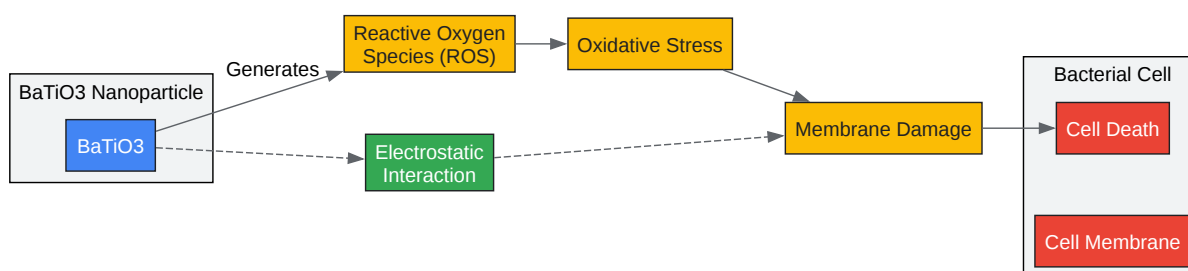 BaTiO3 Nanoparticle
BaTiO3
Generates
Reactive Oxygen
Species (ROS)
Oxidative Stress
Electrostatic
Interaction
Membrane Damage
Bacterial Cell
Cell Death
Cell Membrane